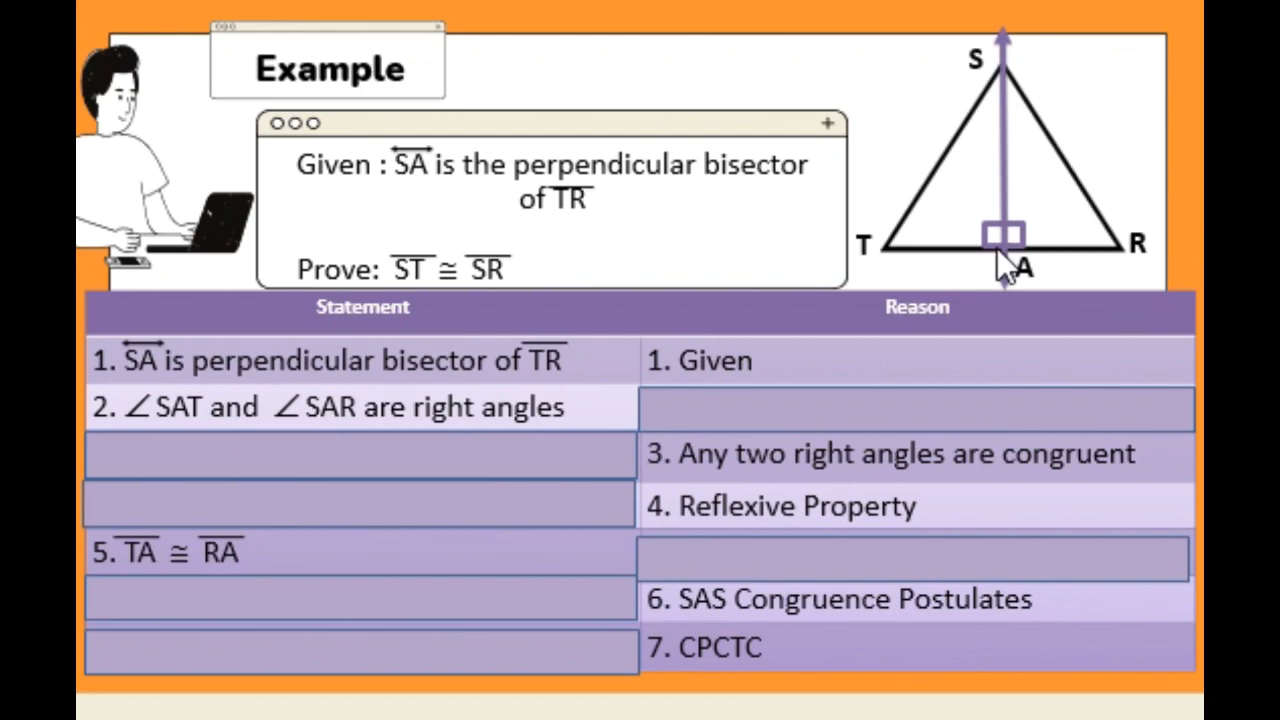 Example
Given : SA is the perpendicular bisector
of TR
Prove: ST ≅ SR
S
T
R
A
Statement
Reason
1. SA is perpendicular bisector of TR
1. Given
2. ∠SAT and ∠SAR are right angles
3. Any two right angles are congruent
4. Reflexive Property
5. TA ≅ RA
6. SAS Congruence Postulates
7. CPCTC